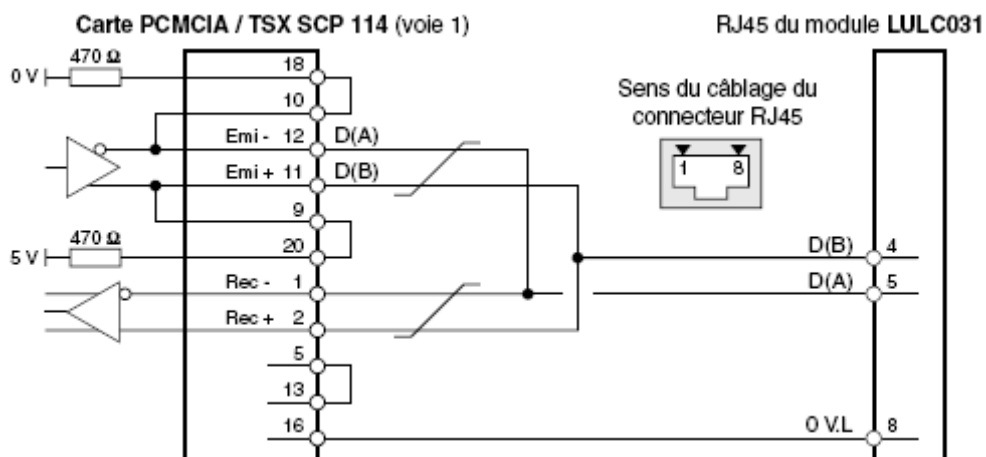 Carte PCMCIA / TSX SCP 114 (voie 1)
RJ45 du module LULC031
470 Ω
0 V
18
10
Sens du câblage du
connecteur RJ45
1 8
Emi - 12 D(A)
Emi + 11 D(B)
9
470 Ω
5 V
20
D(B) 4
Rec - 1
D(A) 5
Rec + 2
5
13
16
0 V.L 8